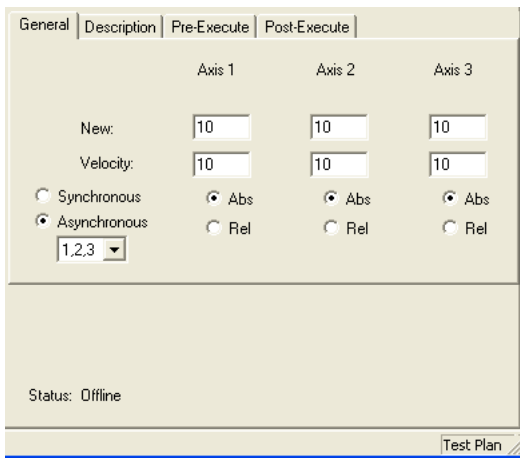 General Description Pre-Execute Post-Execute
Axis 1 Axis 2 Axis 3
New: 10 10 10
Velocity: 10 10 10
Synchronous Abs Abs Abs
Asynchronous Rel Rel Rel
1,2,3
Status: Offline
Test Plan